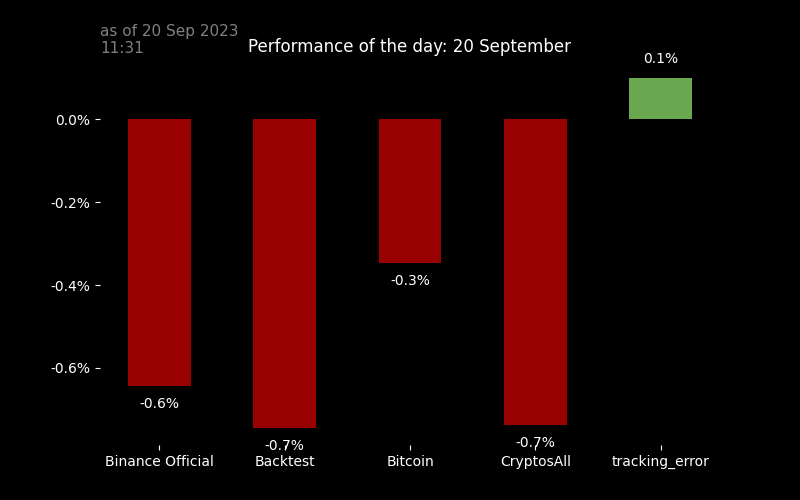 as of 20 Sep 2023
11:31
Performance of the day: 20 September
0.1%
0.0%
-0.2%
-0.4%
-0.6%
-0.6%
-0.7%
-0.3%
-0.7%
Binance Official
Backtest
Bitcoin
CryptosAll
tracking_error